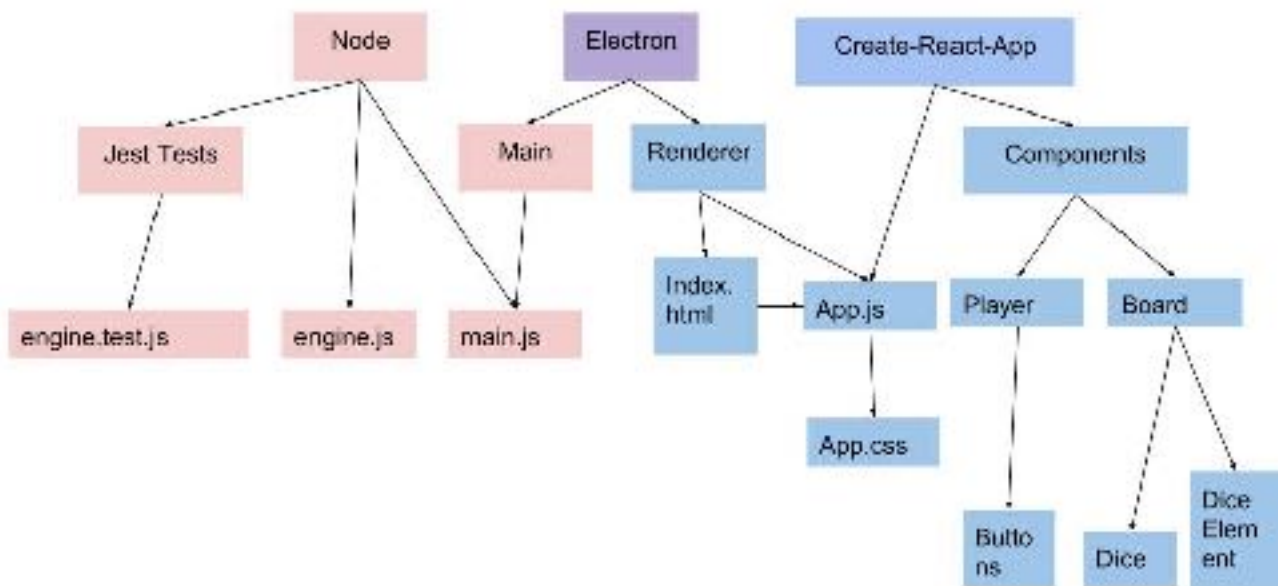 Node
Electron
Create-React-App
Jest Tests
Main
Renderer
Components
Index.
html
App.js
Player
Board
engine.test.js
engine.js
main.js
App.css
Butto
ns
Dice
Dice
Elem
ent